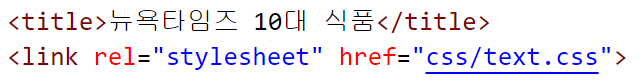 <title>뉴욕타임즈 10대 식품</title>
<link rel="stylesheet" href="css/text.css">